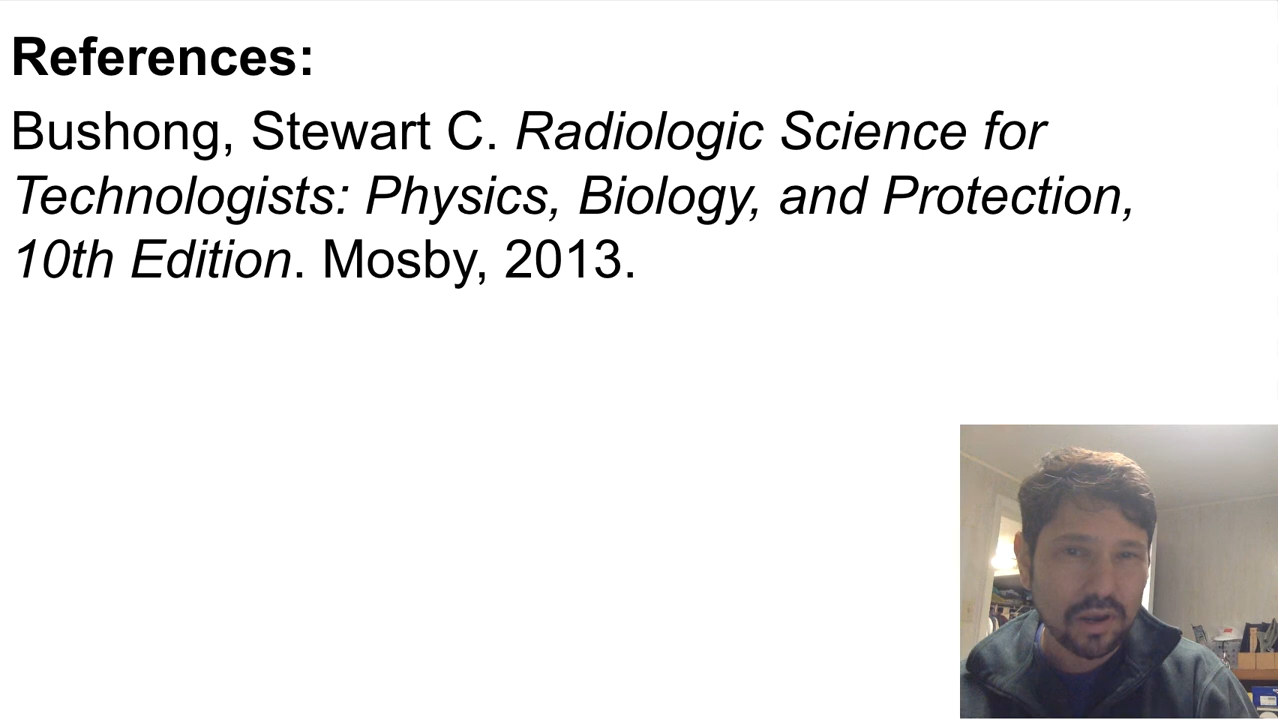 References:
Bushong, Stewart C. Radiologic Science for
Technologists: Physics, Biology, and Protection,
10th Edition. Mosby, 2013.